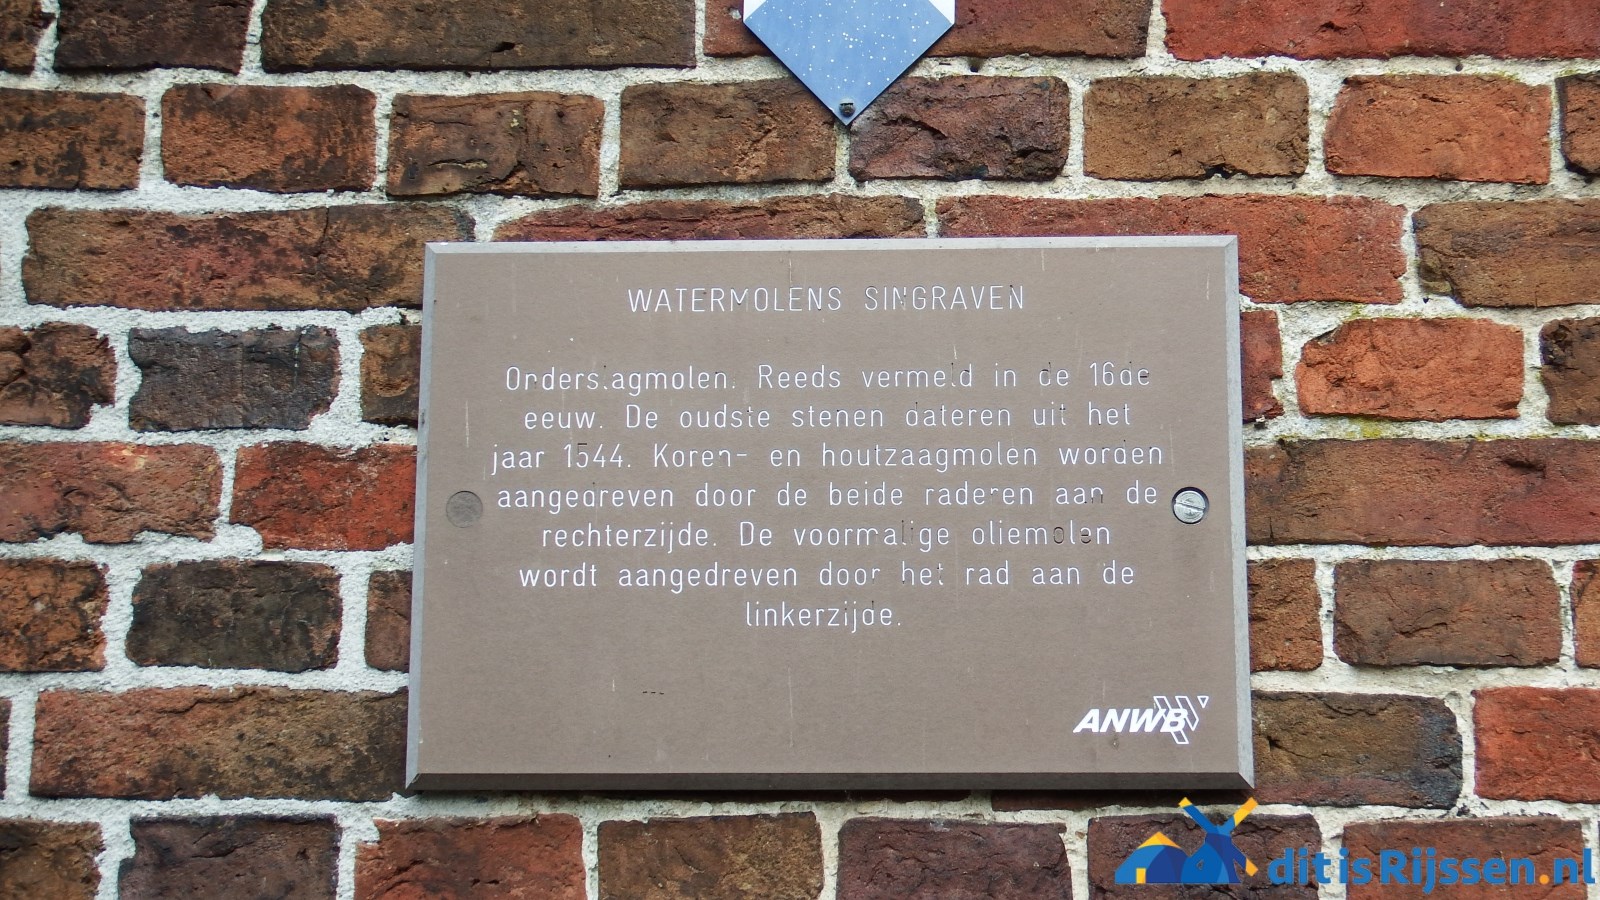 WATERMOLENS SINGRAVEN
Onderslagmolen. Reeds vermeld in de 16de
eeuw. De oudste stenen dateren uit het
jaar 1544. Koren- en houtzaagmolen worden
aangedreven door de beide raderen aan de
rechterzijde. De voormalige oliemolen
wordt aangedreven door het rad aan de
linkerzijde.
ANWB
ditisRijssen.nl